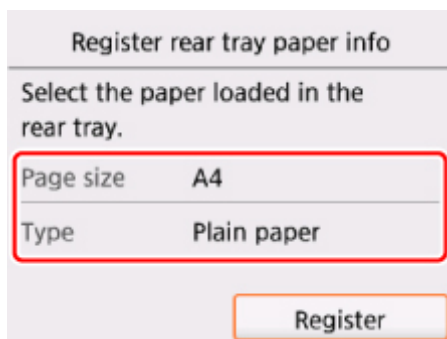 Register rear tray paper info
Select the paper loaded in the
rear tray.
Page size A4
Type Plain paper
Register